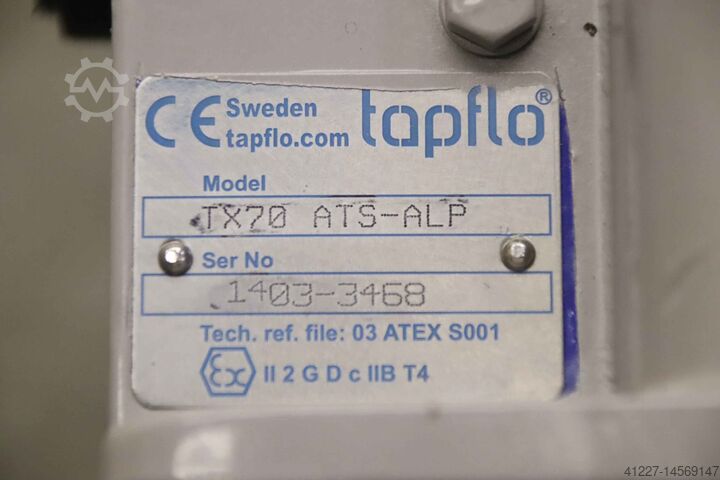 CE Sweden tapflo®
tapflo.com
Model
TX70 ATS-ALP
Ser No
1403-3468
Tech. ref. file: 03 ATEX S001
Ex II 2 G D c IIB T4
41227-14569147